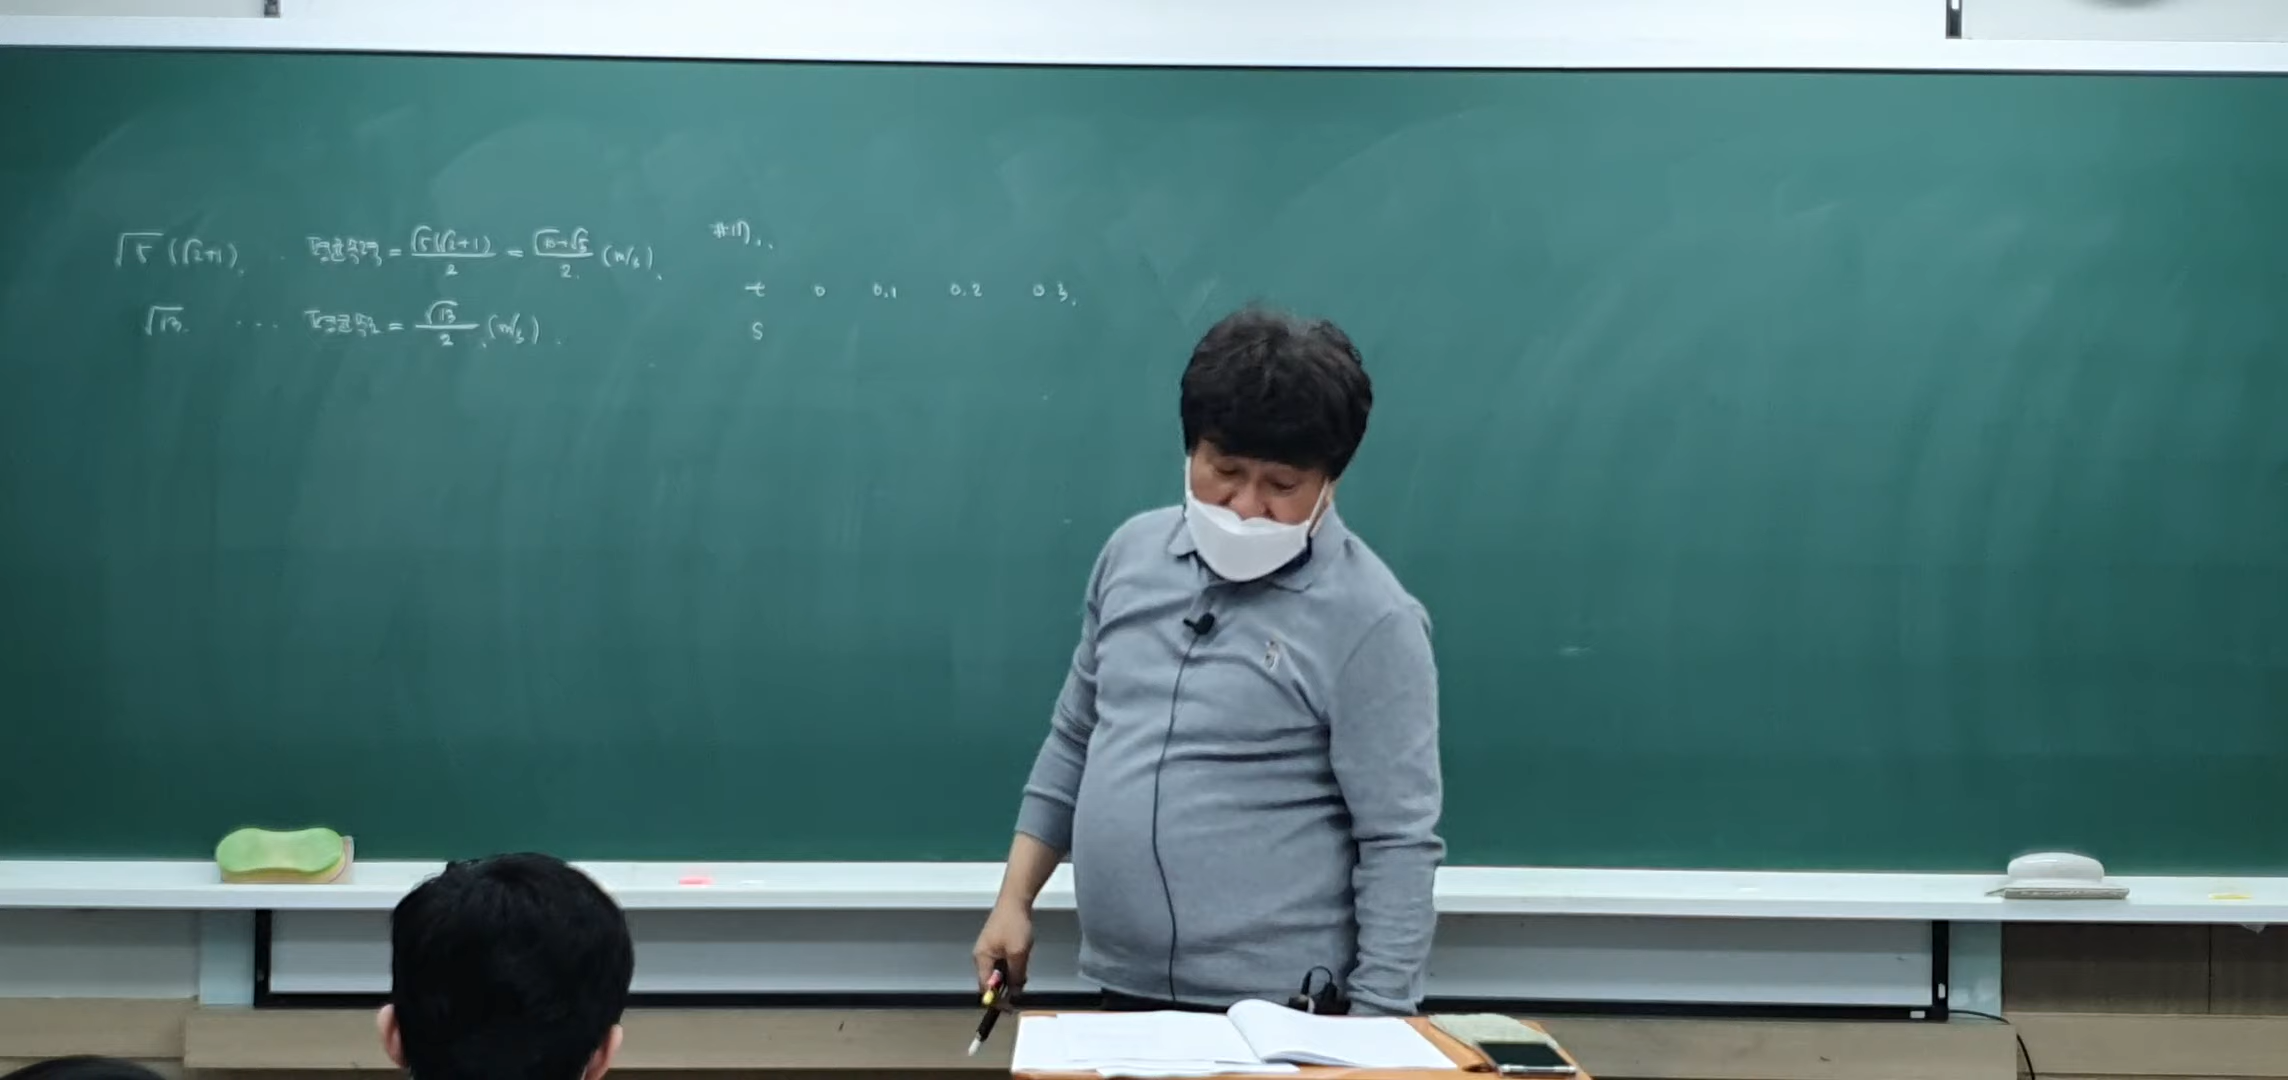 √5 (√2+1). 평균속력 = √5(√2+1)/2 = √10+√5/2 (m/s).
√13. ... 평균속도 = √13/2 (m/s).
#17.
t 0 0.1 0.2 0.3.
S